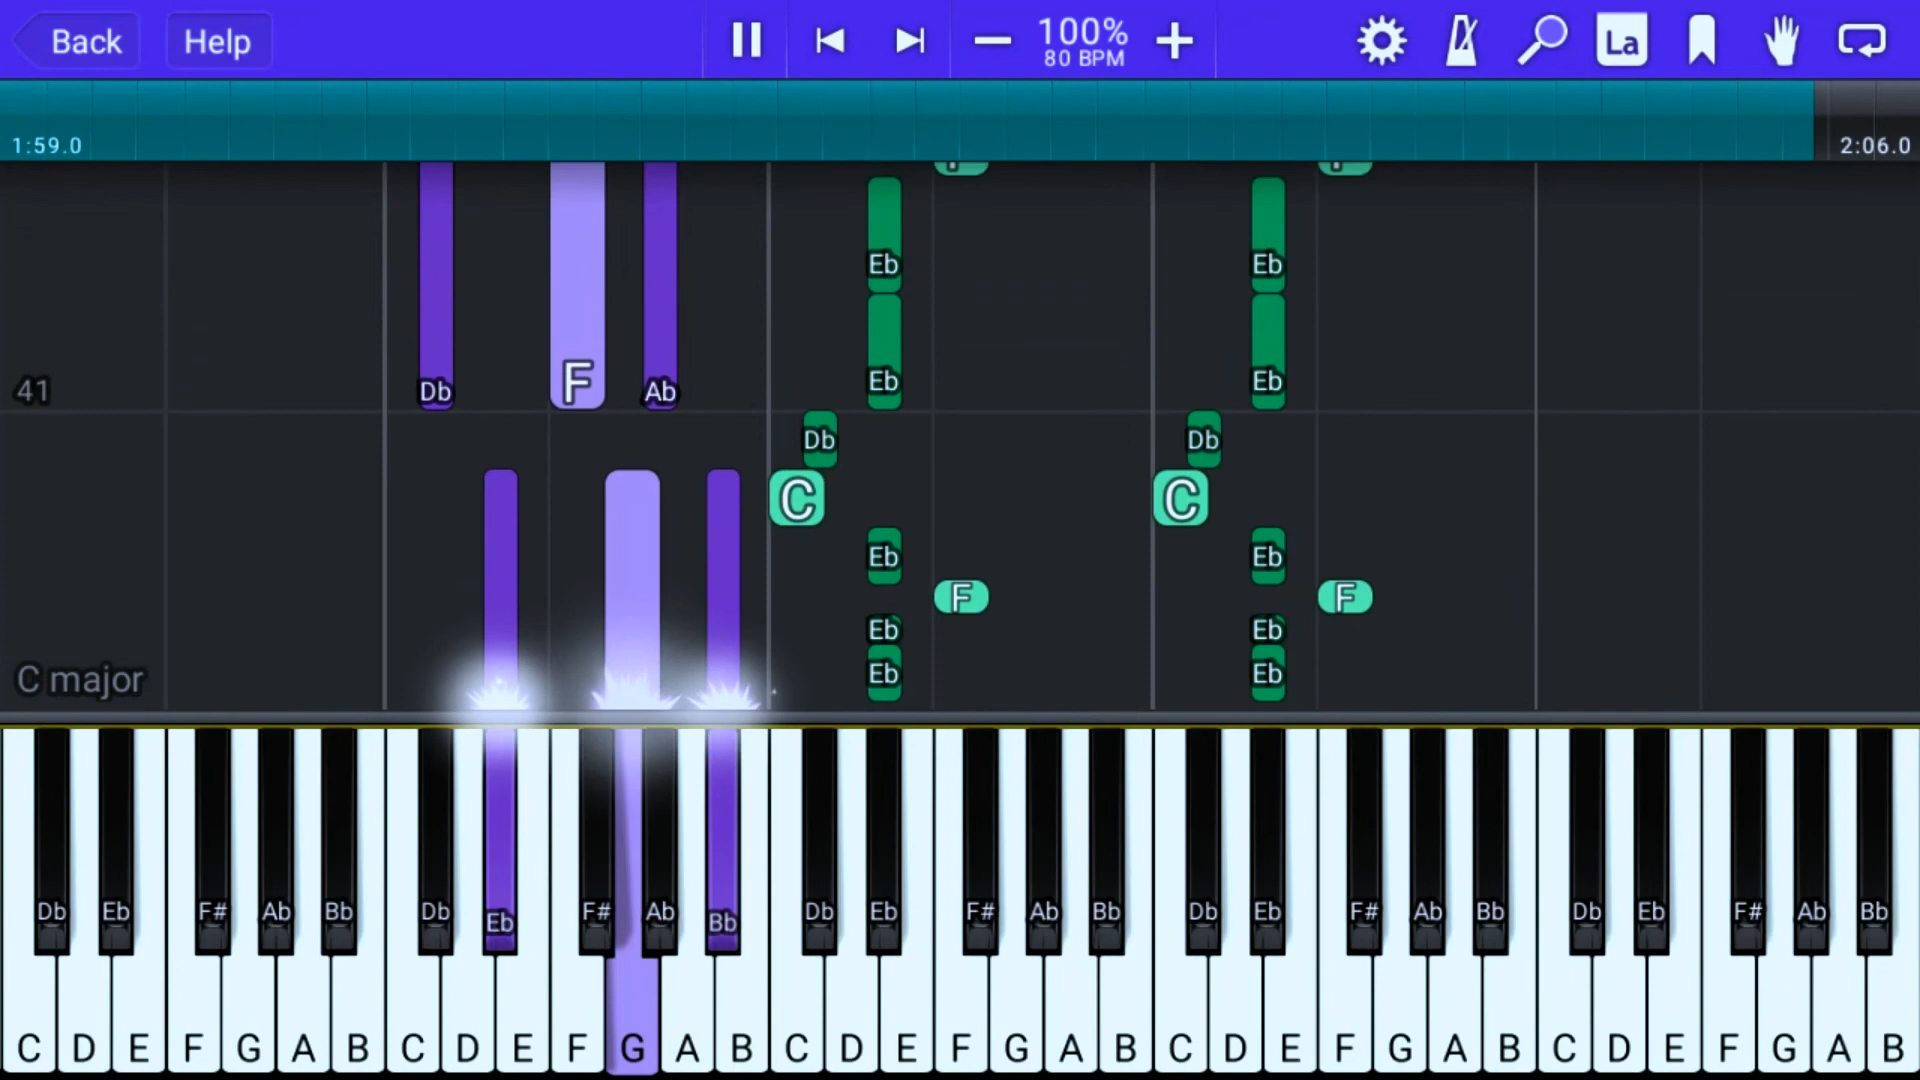 Back Help 100% La
80 BPM
1:59.0 2:06.0
Eb Eb
41 Db F Ab Eb Eb
Db Db
C C
Eb Eb
F F
Eb Eb
C major Eb Eb
Db Eb F# Ab Bb Db Eb F# Ab Bb Db Eb F# Ab Bb Db Eb F# Ab Bb Db Eb F# Ab Bb
C D E F G A B C D E F G A B C D E F G A B C D E F G A B C D E F G A B